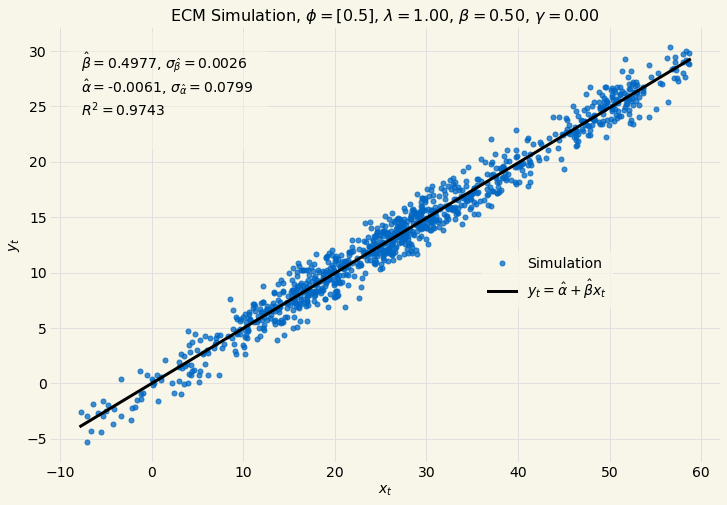 ECM Simulation, ϕ = [0.5], λ = 1.00, β = 0.50, γ = 0.00
β̂ = 0.4977, σ_β̂ = 0.0026
α̂ = -0.0061, σ_α̂ = 0.0799
R² = 0.9743
30
25
20
15
10
5
0
−5
y_t
Simulation
y_t = α̂ + β̂x_t
−10 0 10 20 30 40 50 60
x_t